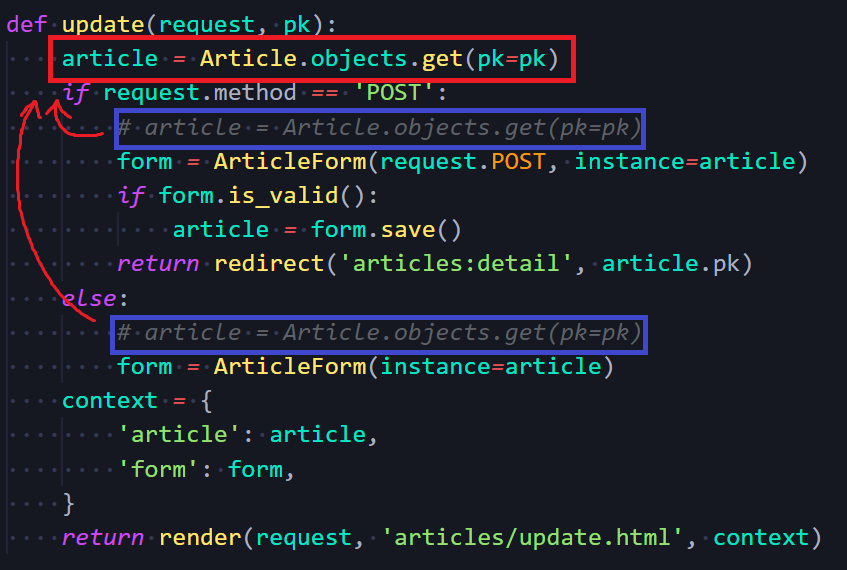 def update(request, pk):
    article = Article.objects.get(pk=pk)
    if request.method == 'POST':
        # article = Article.objects.get(pk=pk)
        form = ArticleForm(request.POST, instance=article)
        if form.is_valid():
            article = form.save()
        return redirect('articles:detail', article.pk)
    else:
        # article = Article.objects.get(pk=pk)
        form = ArticleForm(instance=article)
    context = {
        'article': article,
        'form': form,
    }
    return render(request, 'articles/update.html', context)